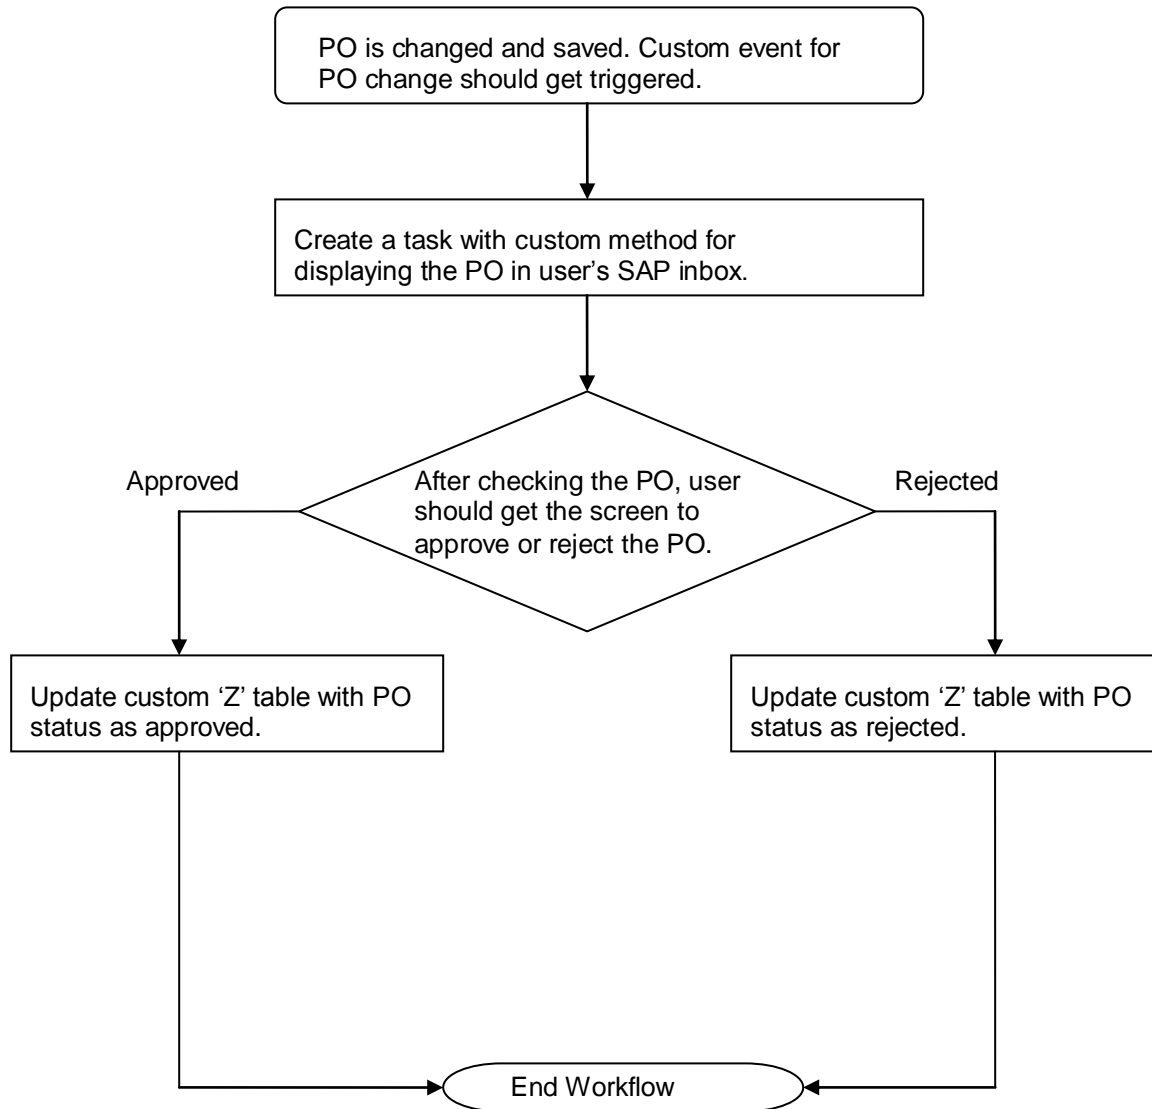 PO is changed and saved. Custom event for
PO change should get triggered.
Create a task with custom method for
displaying the PO in user's SAP inbox.
Approved
After checking the PO, user
should get the screen to
approve or reject the PO.
Rejected
Update custom ‘Z’ table with PO
status as approved.
Update custom ‘Z’ table with PO
status as rejected.
End Workflow